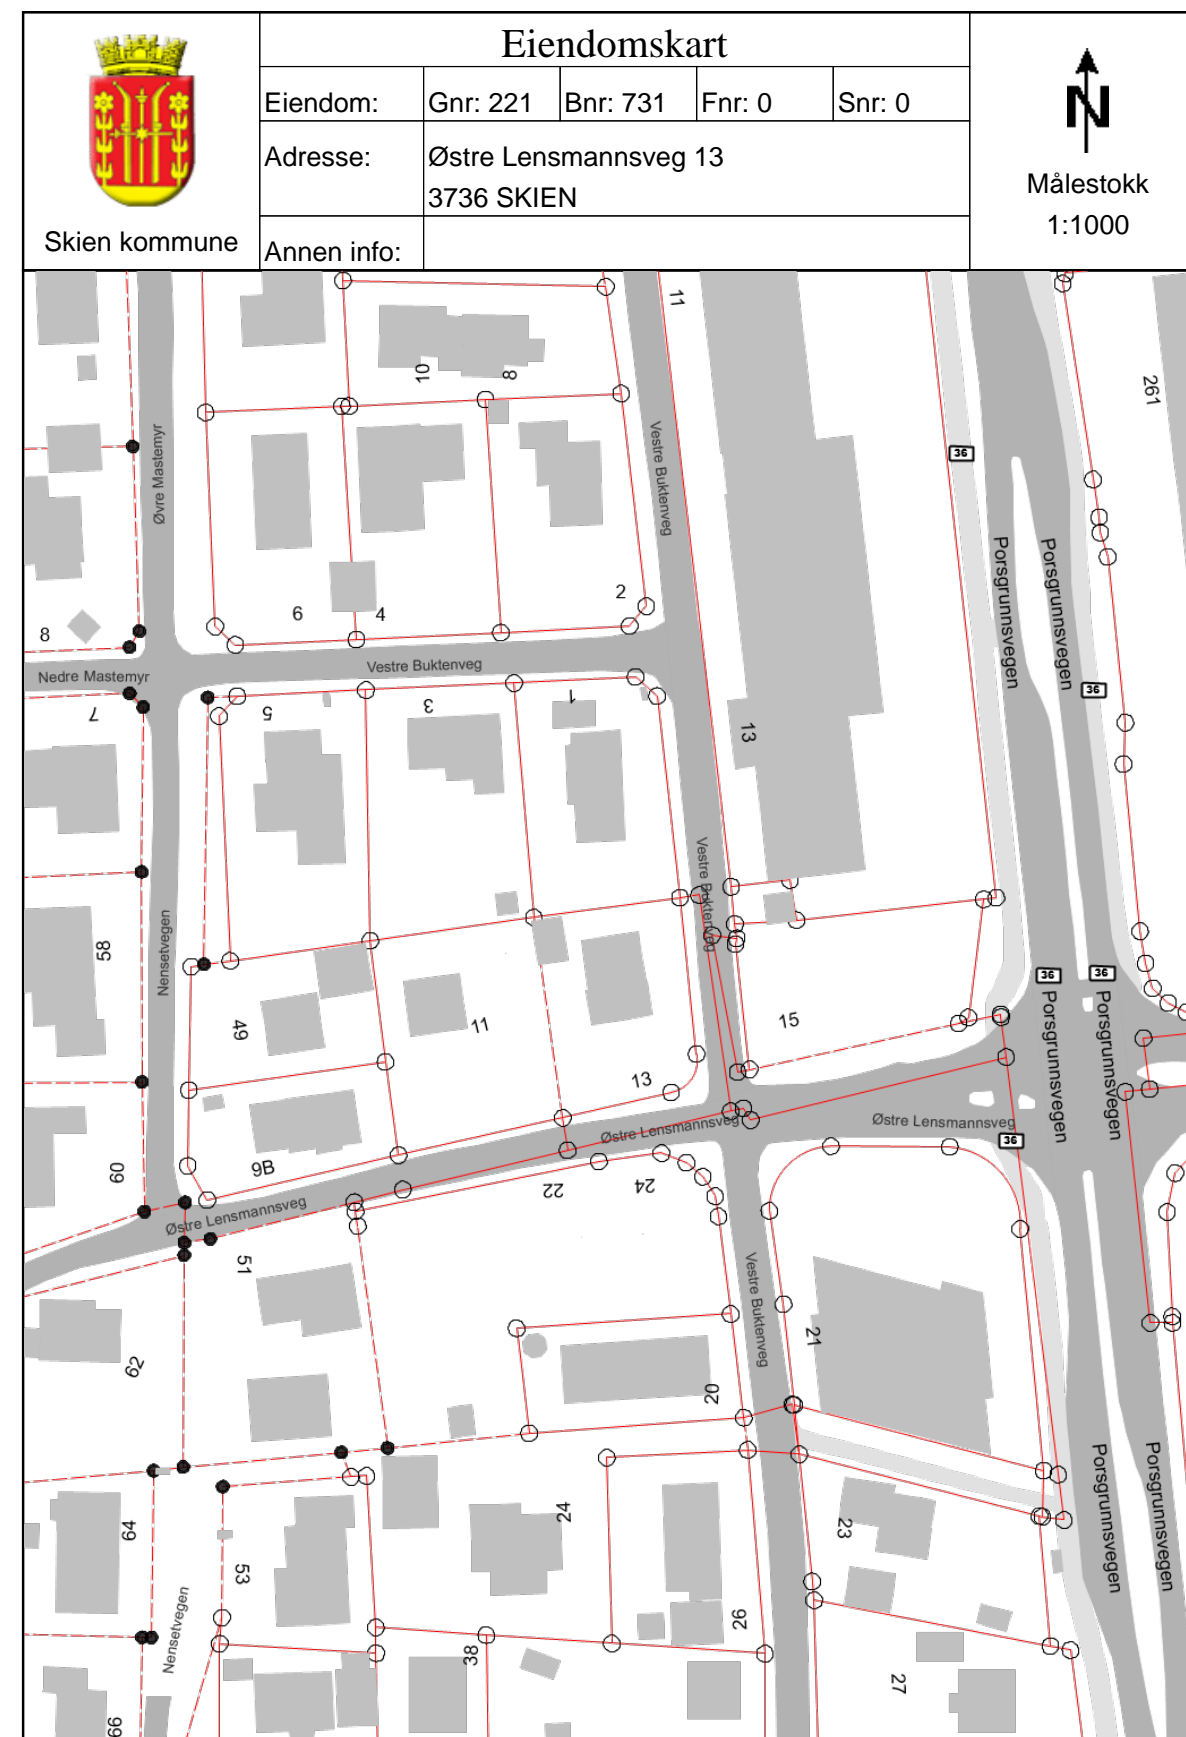 Eiendomskart
Eiendom:
Gnr: 221
Bnr: 731
Fnr: 0
Snr: 0
Adresse:
Østre Lensmannsveg 13
3736 SKIEN
Annen info:
Skien kommune
N
Målestokk
1:1000
11
10
8
261
Øvre Mastemyr
Vestre Buktenveg
36
Porsgrunnsvegen
Porsgrunnsvegen
2
6
4
8
Vestre Buktenveg
Nedre Mastemyr
36
7
5
3
1
13
Vestre Buktenveg
58
Nensetvegen
36
36
49
11
15
Porsgrunnsvegen
Porsgrunnsvegen
13
Østre Lensmannsveg
Østre Lensmannsveg
36
9B
60
22
24
Østre Lensmannsveg
51
Vestre Buktenveg
21
62
20
64
24
23
Porsgrunnsvegen
Porsgrunnsvegen
53
Nensetvegen
26
38
27
66